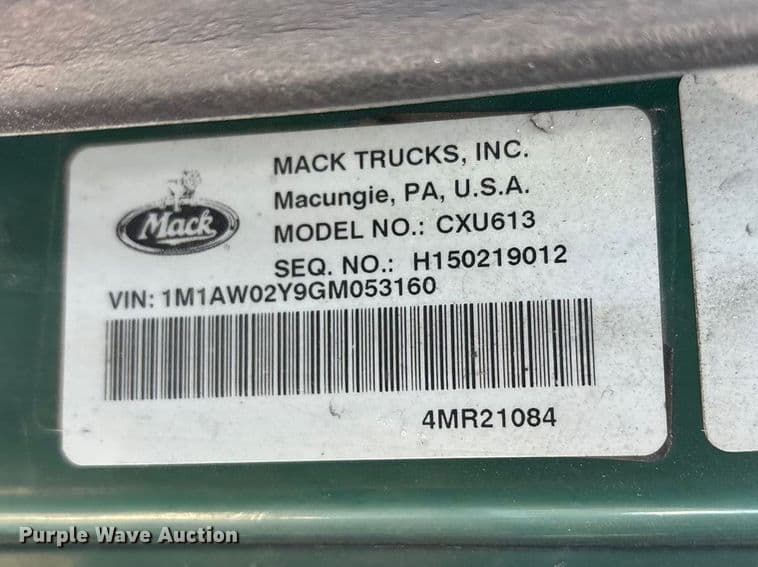 MACK TRUCKS, INC.
Macungie, PA, U.S.A.
Mack
MODEL NO.: CXU613
SEQ. NO.: H150219012
VIN: 1M1AW02Y9GM053160
4MR21084
Purple Wave Auction